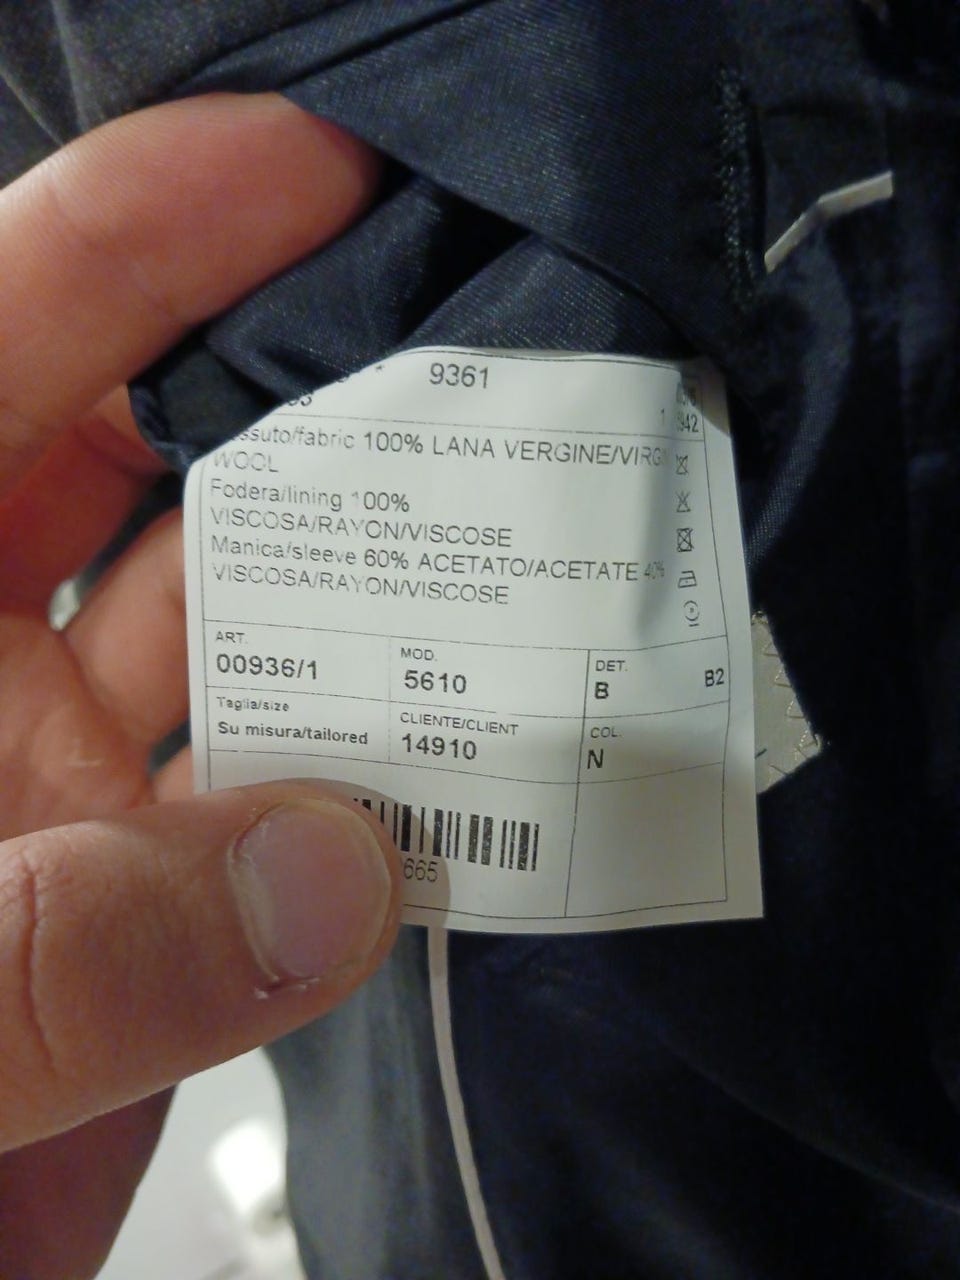 9361
1
100% LANA VERGINE/VIRG
WOOL
Fodera/lining 100%
VISCOSA/RAYON/VISCOSE
Manica/sleeve 60% ACETATO/ACETATE 40%
VISCOSA/RAYON/VISCOSE
ART.
00936/1
MOD.
5610
DET.
B
B2
Taglia/size
Su misura/tailored
CLIENTE/CLIENT
14910
COL.
N
665